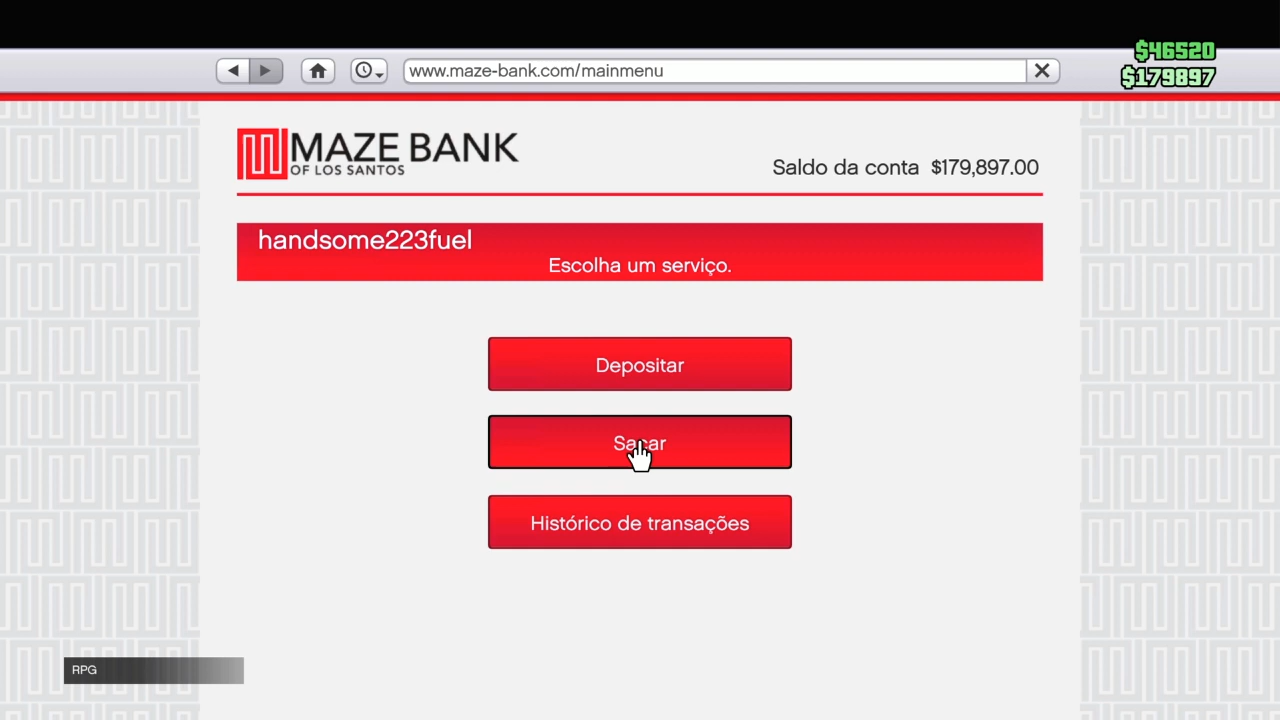 $46520
www.maze-bank.com/mainmenu
$179897
MAZE BANK
OF LOS SANTOS
Saldo da conta $179,897.00
handsome223fuel
Escolha um serviço.
Depositar
Sacar
Histórico de transações
RPG